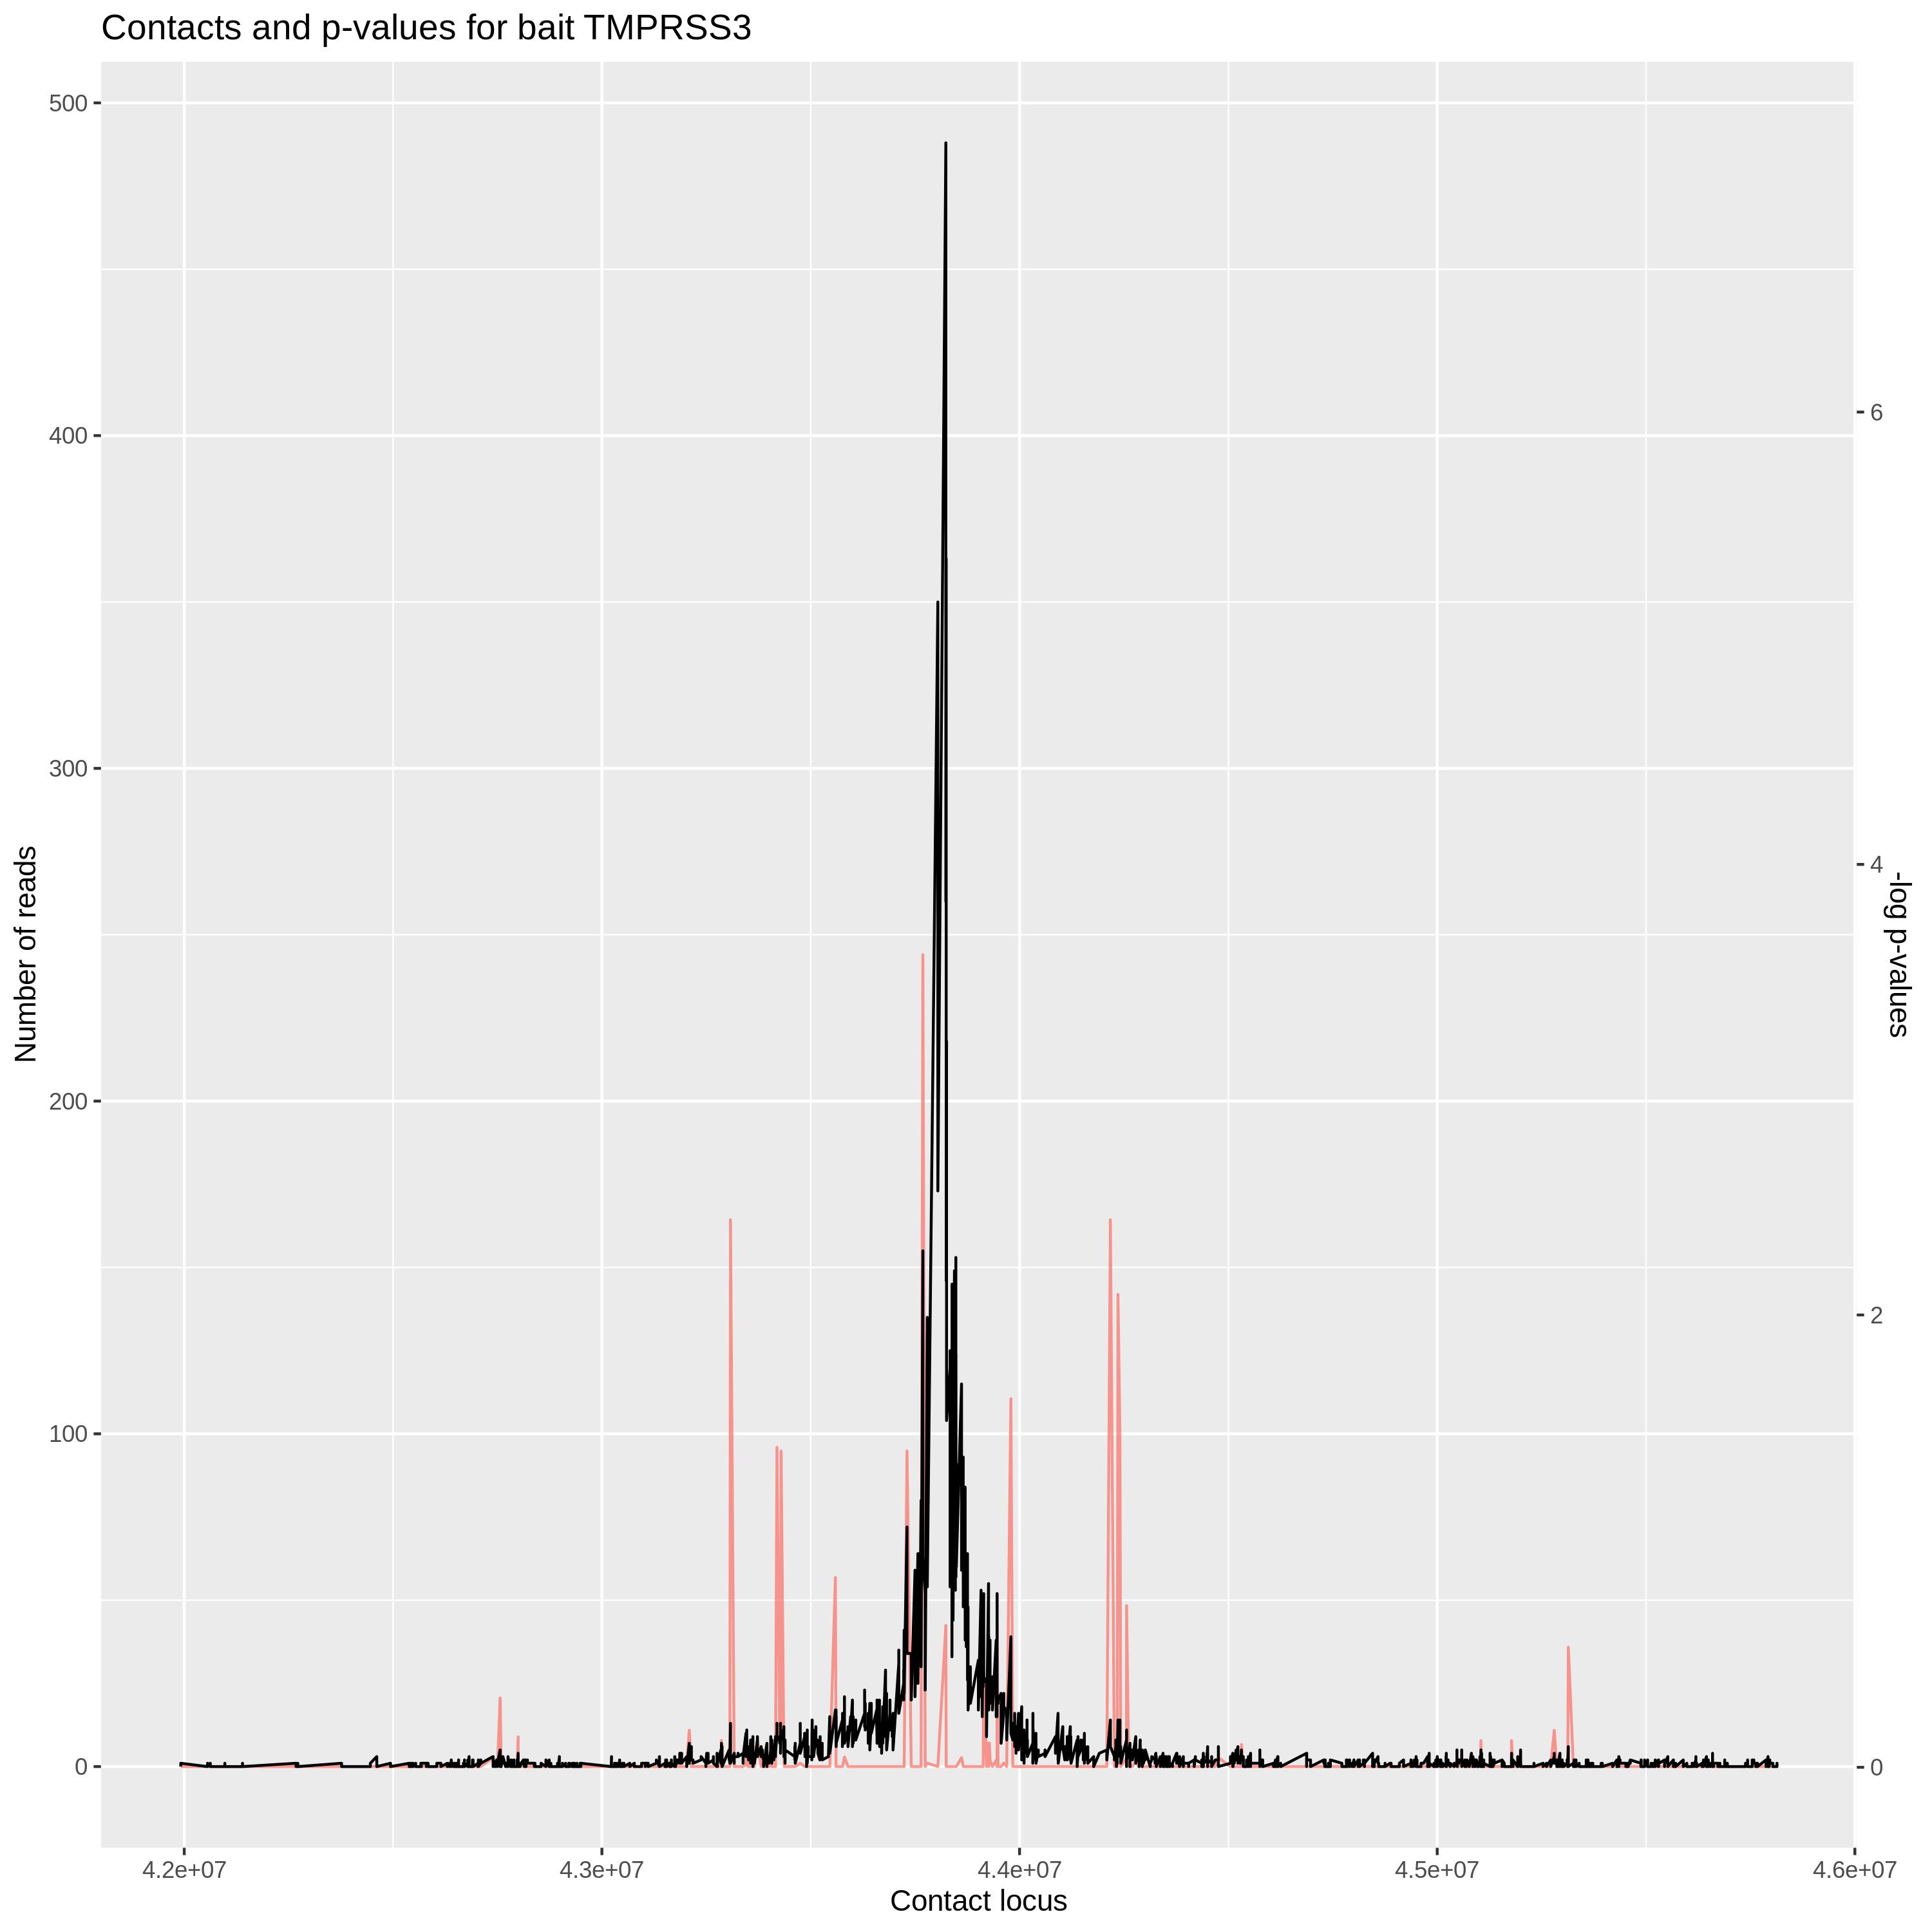 Contacts and p-values for bait TMPRSS3
500
400
300
200
100
0
Number of reads
6
4
2
0
-log p-values
4.2e+07
4.3e+07
4.4e+07
4.5e+07
4.6e+07
Contact locus